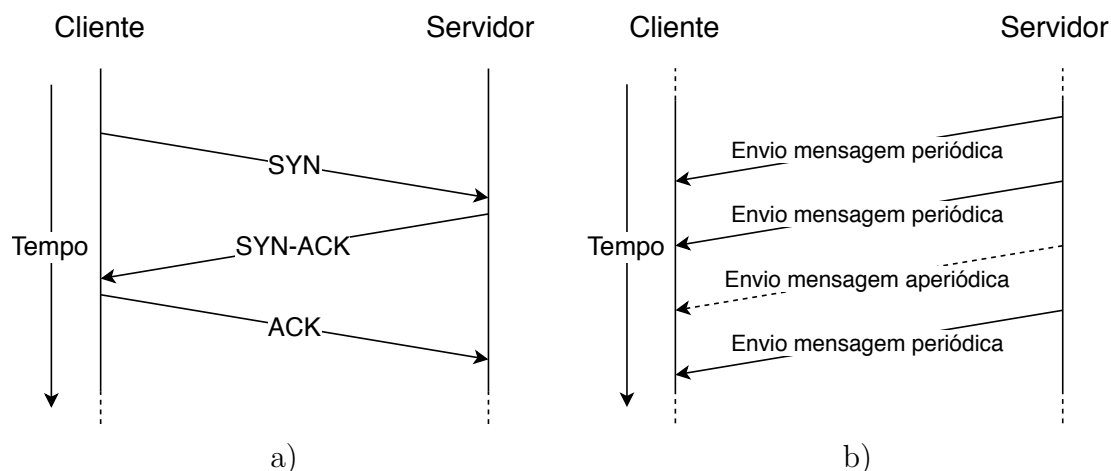 Cliente
Servidor
SYN
Tempo
SYN-ACK
ACK
a)
Cliente
Servidor
Envio mensagem periódica
Envio mensagem periódica
Tempo
Envio mensagem aperiódica
Envio mensagem periódica
b)